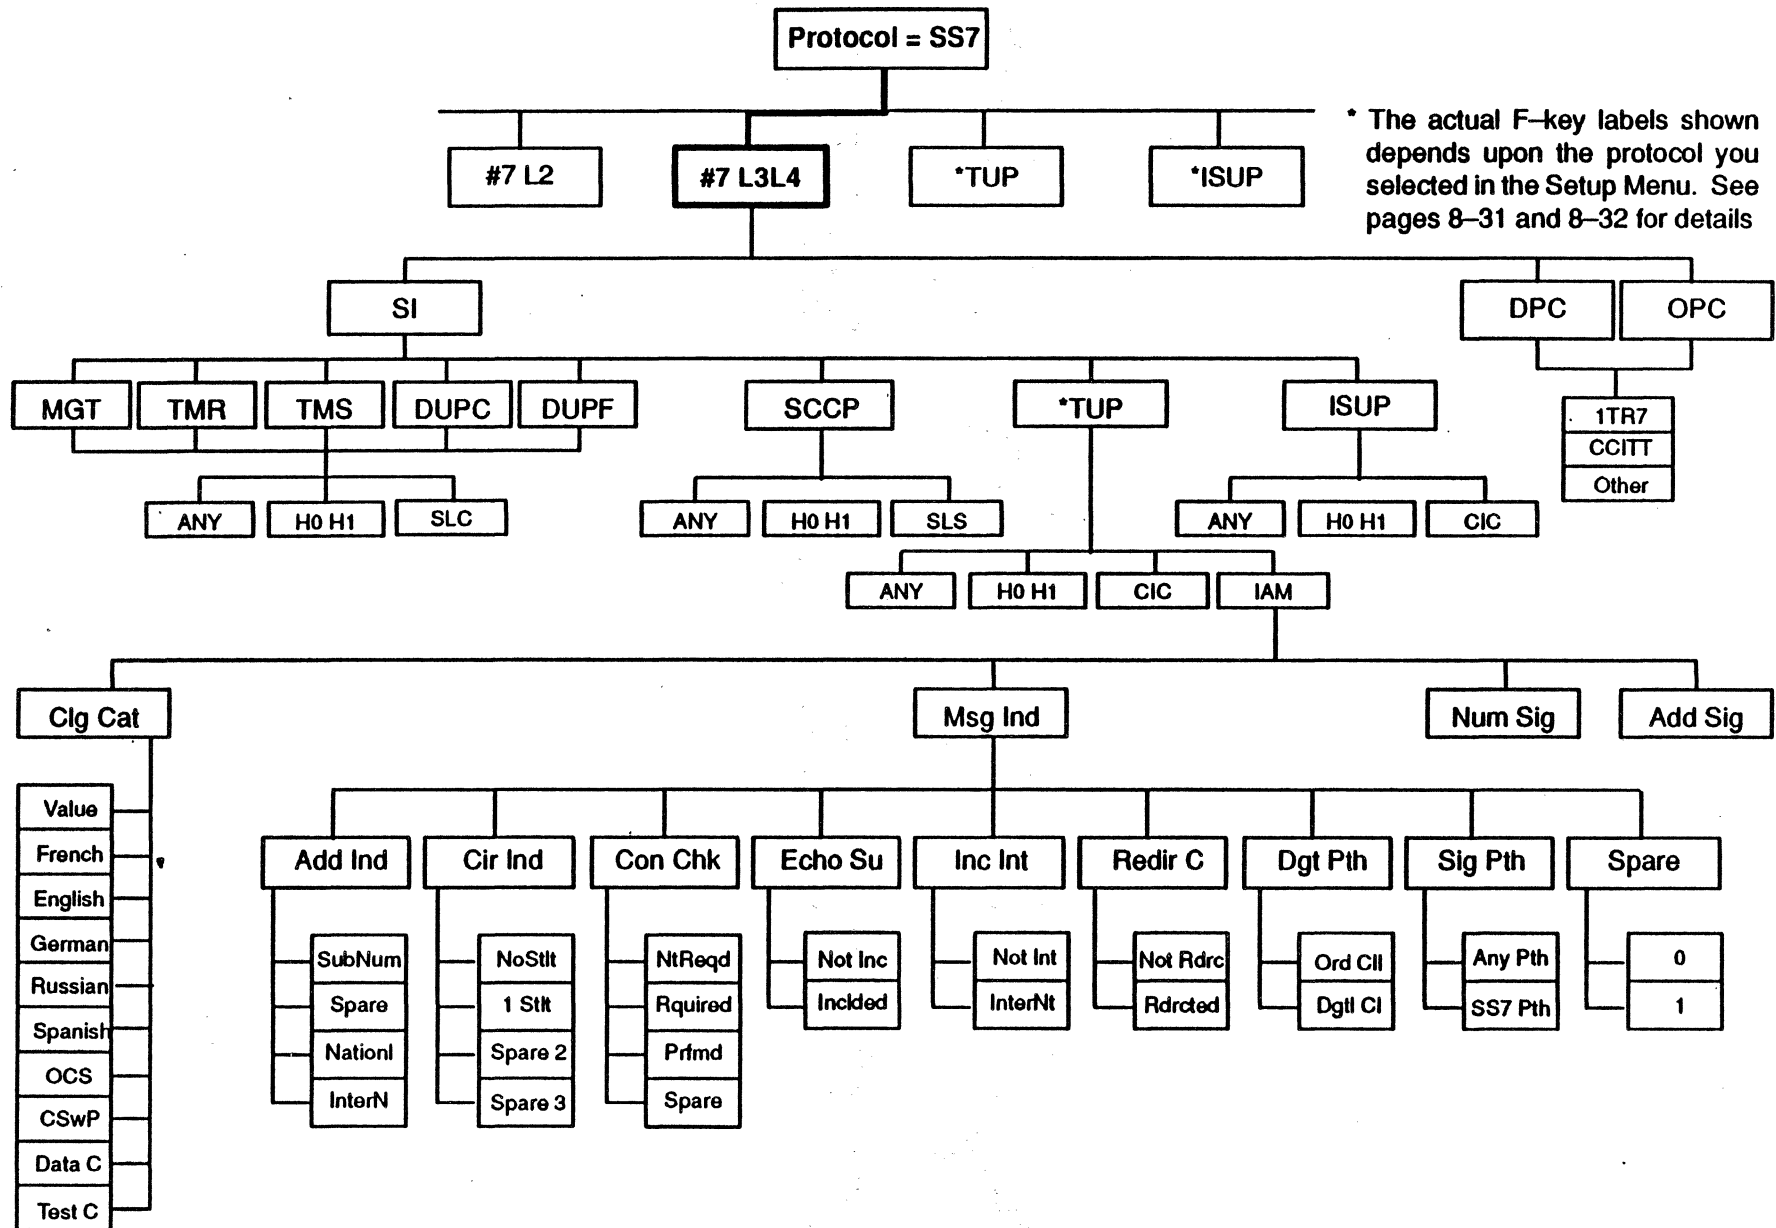 Protocol = SS7
#7 L2
#7 L3L4
*TUP
*ISUP
* The actual F–key labels shown
depends upon the protocol you
selected in the Setup Menu. See
pages 8–31 and 8–32 for details
SI
DPC
OPC
MGT
TMR
TMS
DUPC
DUPF
SCCP
*TUP
ISUP
1TR7
CCITT
Other
ANY
H0 H1
SLC
ANY
H0 H1
SLS
ANY
H0 H1
CIC
ANY
H0 H1
CIC
IAM
Clg Cat
Msg Ind
Num Sig
Add Sig
Value
French
English
German
Russian
Spanish
OCS
CSwP
Data C
Test C
Add Ind
Cir Ind
Con Chk
Echo Su
Inc Int
Redir C
Dgt Pth
Sig Pth
Spare
SubNum
Spare
Nationl
InterN
NoStlt
1 Stlt
Spare 2
Spare 3
NtReqd
Rquired
Prfmd
Spare
Not Inc
Inclded
Not Int
InterNt
Not Rdrc
Rdrcted
Ord Cll
Dgtl Cl
Any Pth
SS7 Pth
0
1